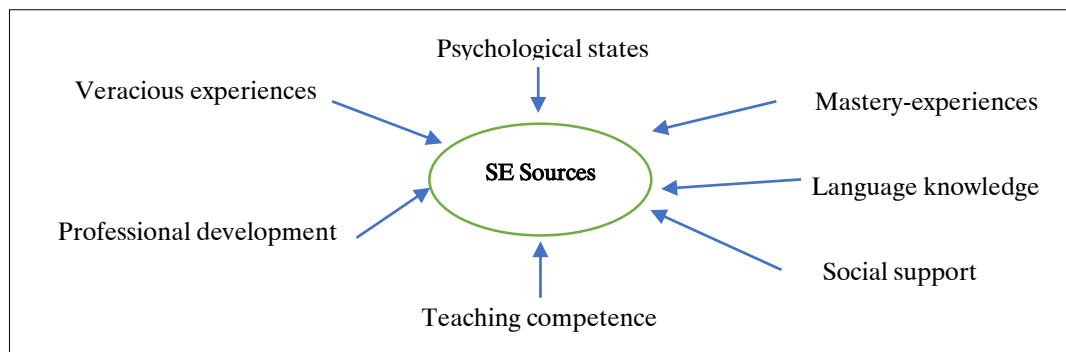 Psychological states
Veracious experiences
Mastery-experiences
SE Sources
Language knowledge
Professional development
Social support
Teaching competence